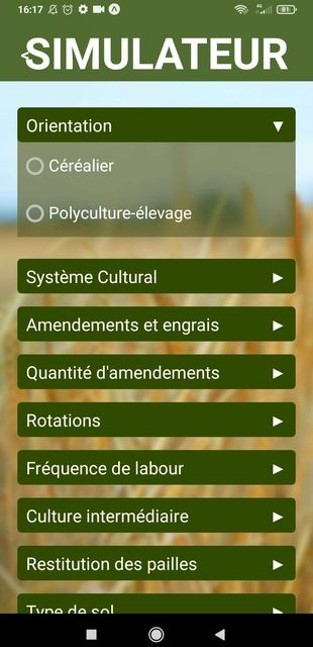 16:17
SIMULATEUR
Orientation
Céréalier
Polyculture-élevage
Système Cultural
Amendements et engrais
Quantité d'amendements
Rotations
Fréquence de labour
Culture intermédiaire
Restitution des pailles
Type de sol